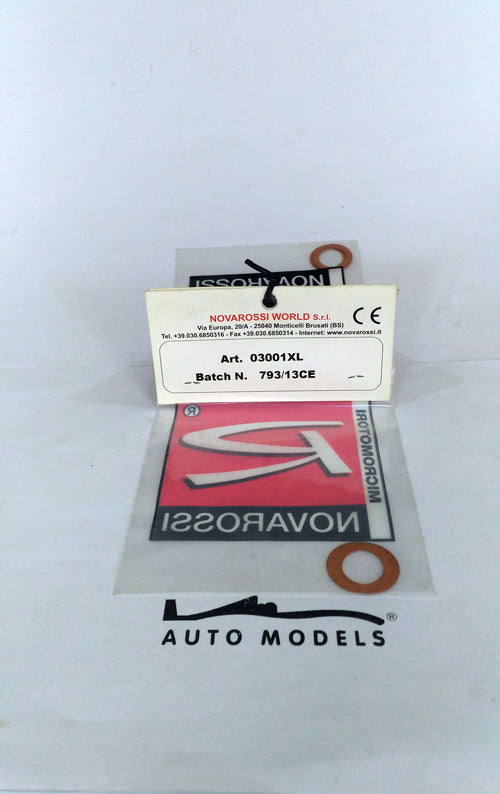 NOVAROSSI
NOVAROSSI WORLD S.r.l.
CE
Via Europa, 20/A - 25040 Monticelli Brusati (BS)
Tel. +39.030.6850316 - Fax +39.030.6850314 - Internet: www.novarossi.it
Art. 03001XL
Batch N. 793/13CE
®
MICROMOTORI
NOVAROSSI
®
AUTO MODELS